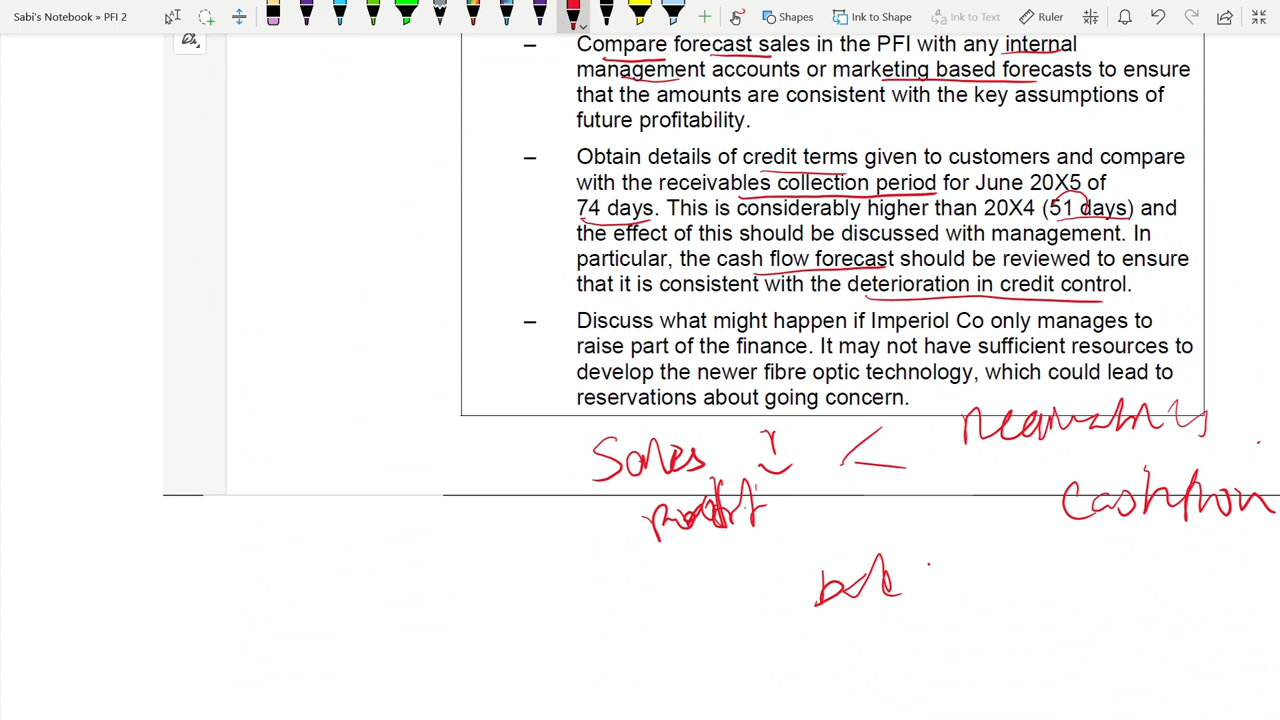 Sabi's Notebook » PFI 2
Shapes Ink to Shape Ink to Text Ruler
– Compare forecast sales in the PFI with any internal
management accounts or marketing based forecasts to ensure
that the amounts are consistent with the key assumptions of
future profitability.
– Obtain details of credit terms given to customers and compare
with the receivables collection period for June 20X5 of
74 days. This is considerably higher than 20X4 (51 days) and
the effect of this should be discussed with management. In
particular, the cash flow forecast should be reviewed to ensure
that it is consistent with the deterioration in credit control.
– Discuss what might happen if Imperiol Co only manages to
raise part of the finance. It may not have sufficient resources to
develop the newer fibre optic technology, which could lead to
reservations about going concern.
Sales
receivables
profit
cashflow